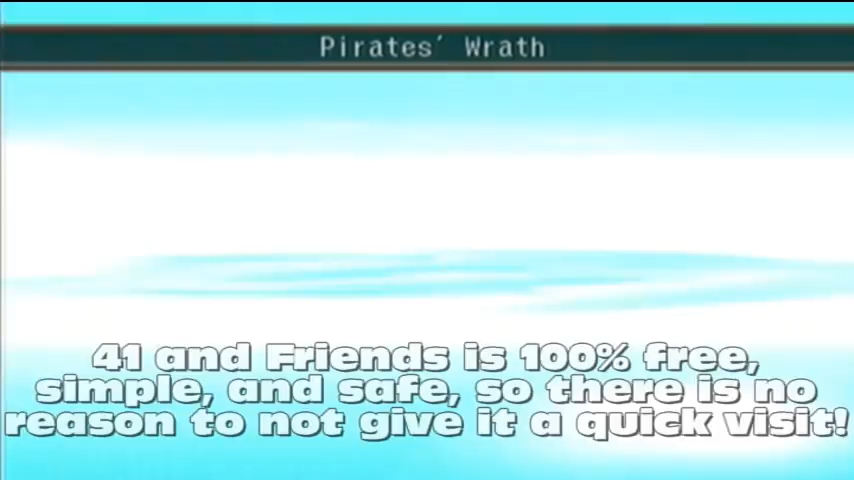 Pirates' Wrath
41 and Friends is 100% free,
simple, and safe, so there is no
reason to not give it a quick visit!